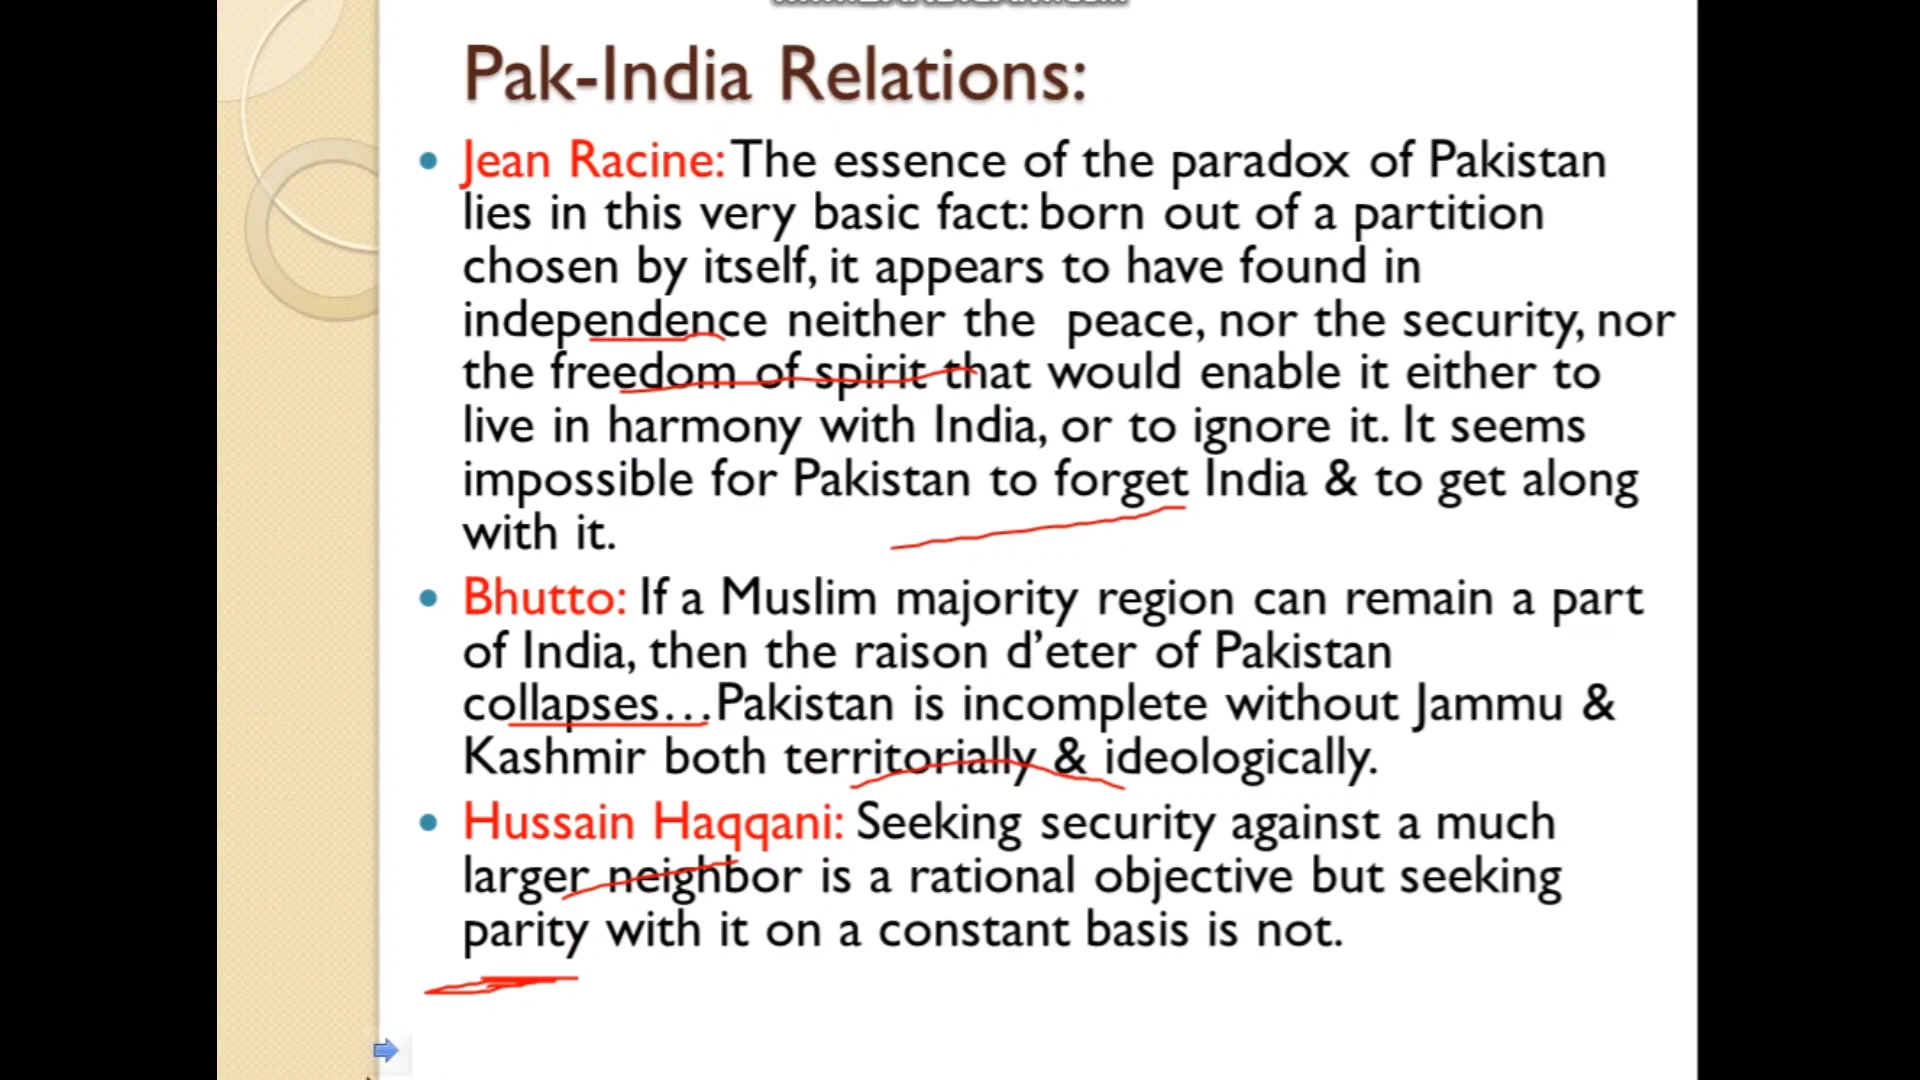 Pak-India Relations:
Jean Racine: The essence of the paradox of Pakistan
lies in this very basic fact: born out of a partition
chosen by itself, it appears to have found in
independence neither the peace, nor the security, nor
the freedom of spirit that would enable it either to
live in harmony with India, or to ignore it. It seems
impossible for Pakistan to forget India & to get along
with it.
Bhutto: If a Muslim majority region can remain a part
of India, then the raison d’eter of Pakistan
collapses…Pakistan is incomplete without Jammu &
Kashmir both territorially & ideologically.
Hussain Haqqani: Seeking security against a much
larger neighbor is a rational objective but seeking
parity with it on a constant basis is not.